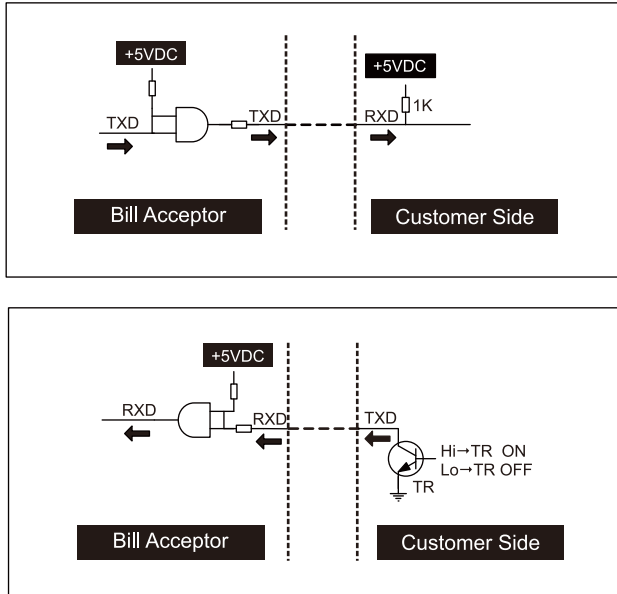 +5VDC
+5VDC
1K
TXD
TXD
RXD
Bill Acceptor
Customer Side
+5VDC
RXD
RXD
TXD
Hi→TR ON
Lo→TR OFF
TR
Bill Acceptor
Customer Side